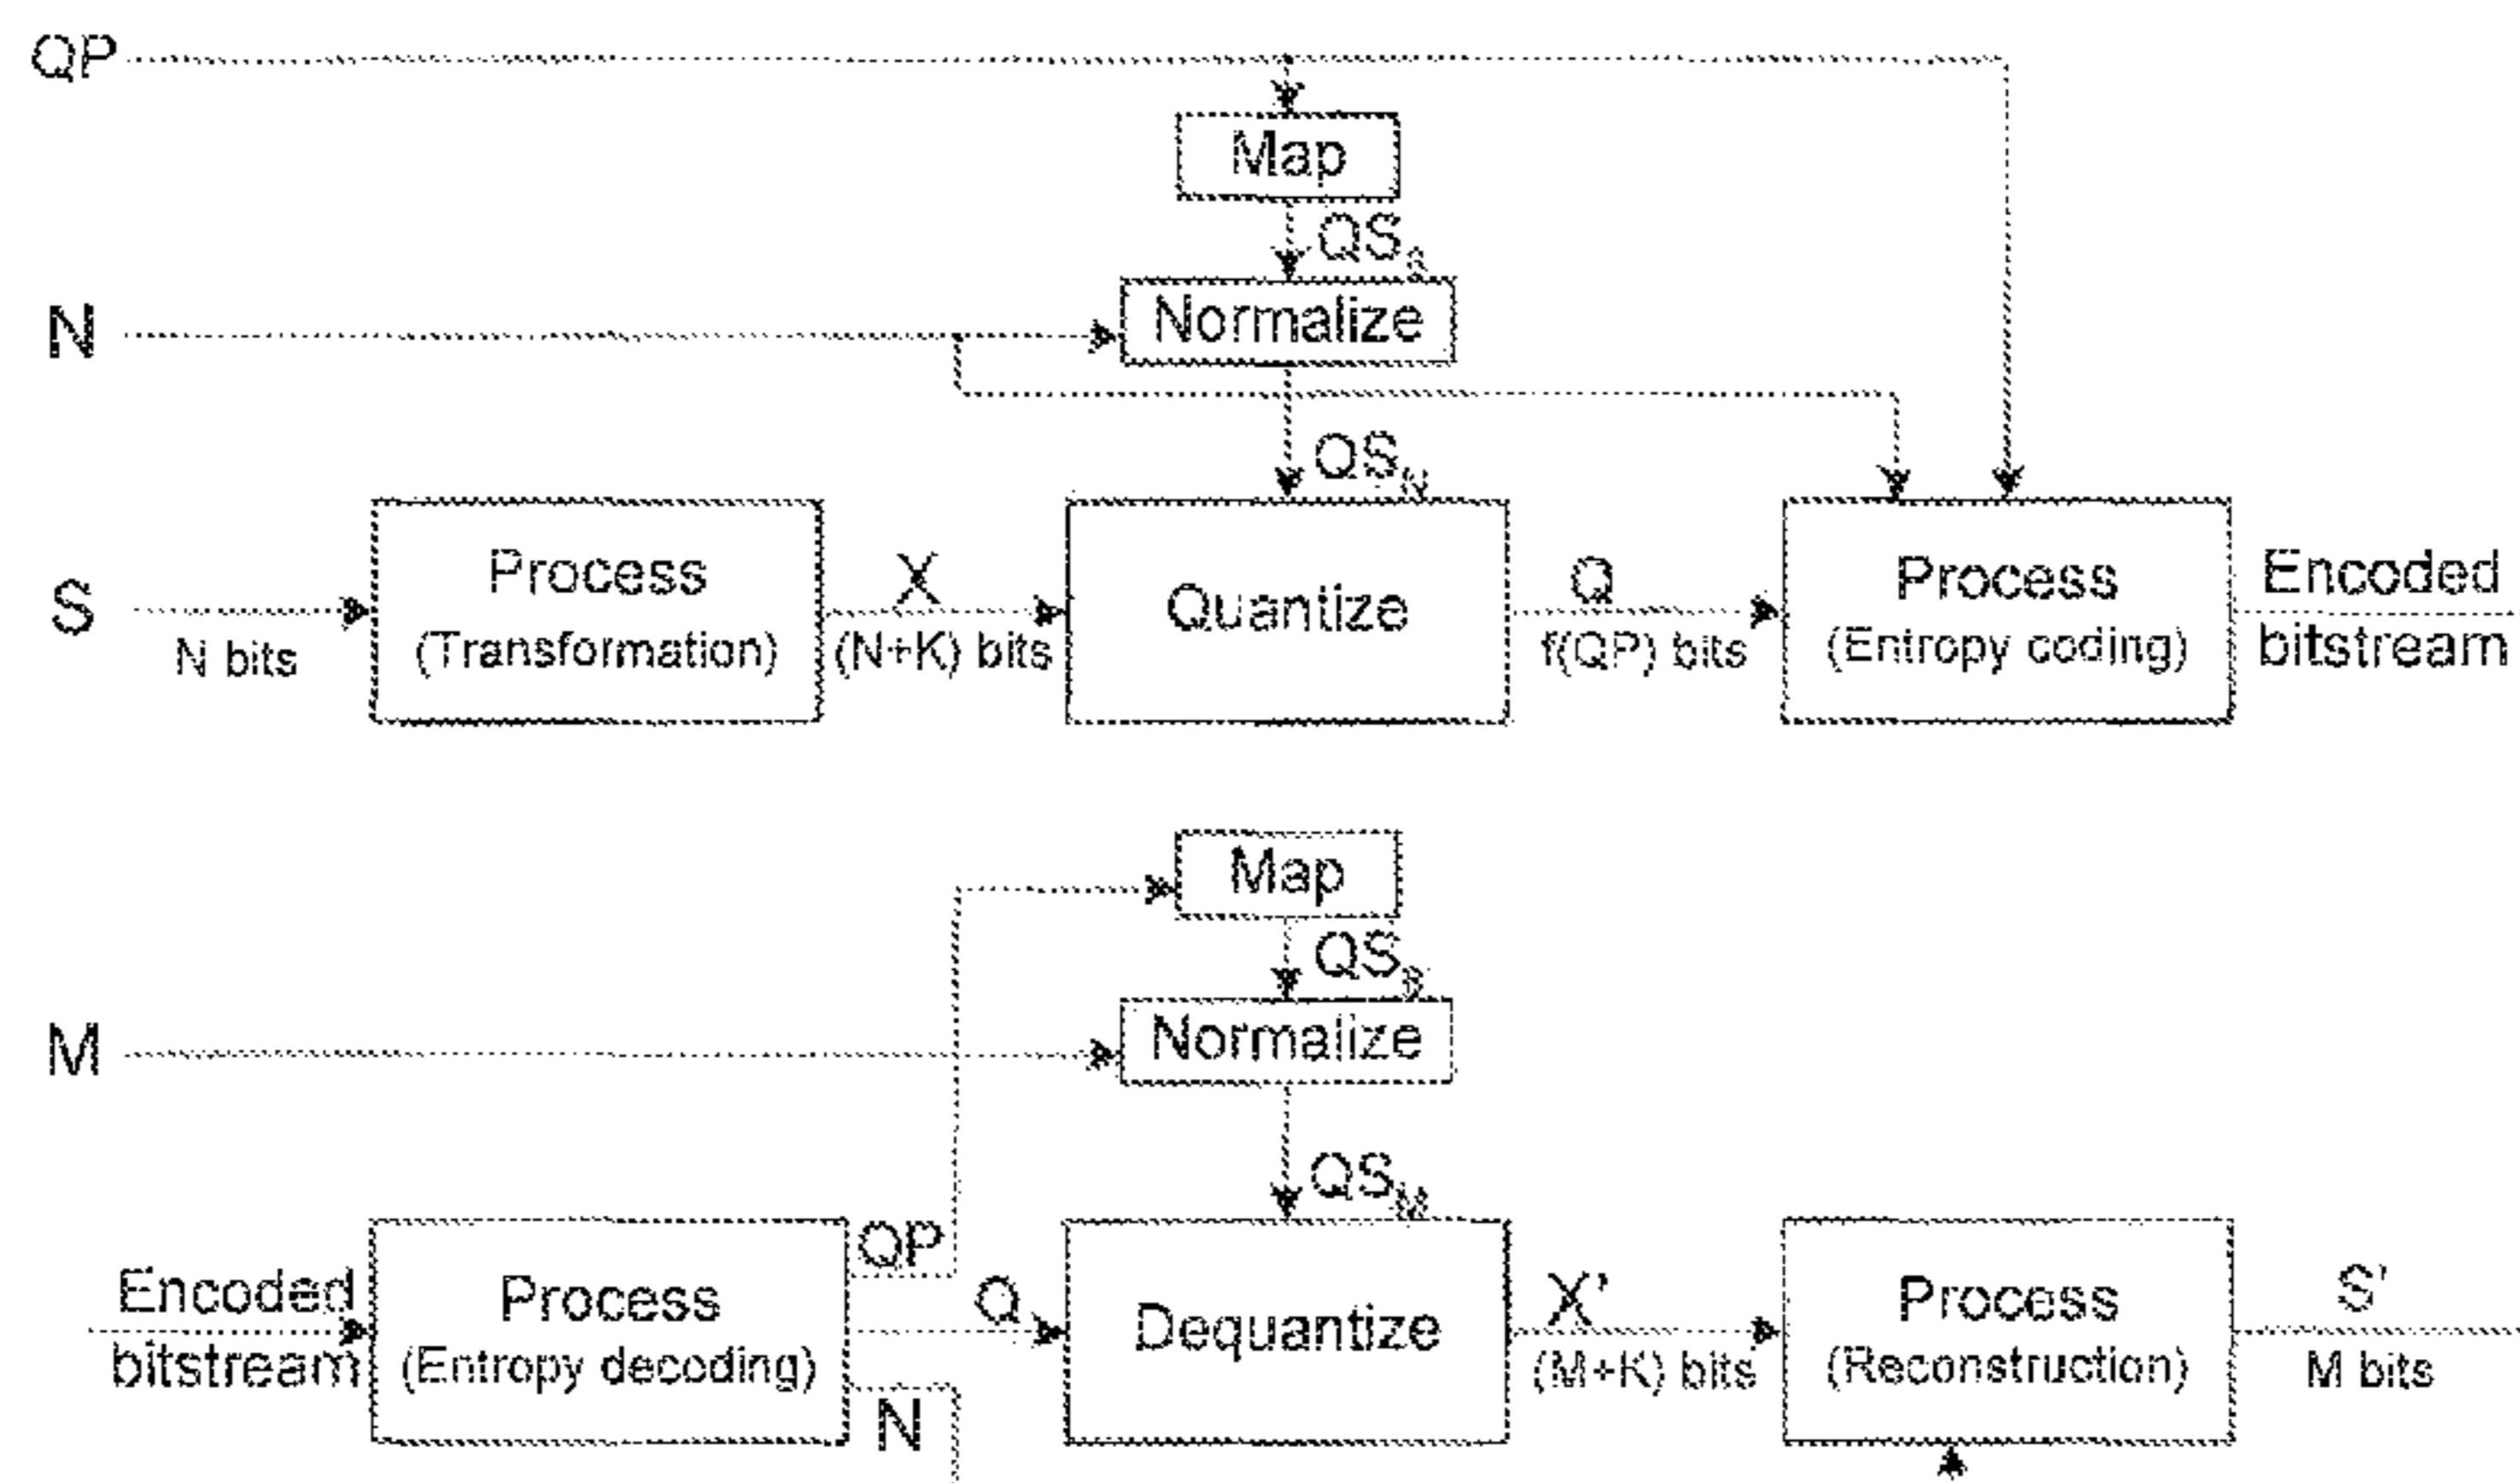 QP
Map
QS
N
Normalize
QS N
S
N bits
Process
(Transformation)
X
(N+K) bits
Quantize
Q
f(QP) bits
Process
(Entropy coding)
Encoded
bitstream
Map
QS
M
Normalize
QS M
Encoded
bitstream
Process
(Entropy decoding)
QP
Q
N
Dequantize
X'
(M+K) bits
Process
(Reconstruction)
S'
M bits